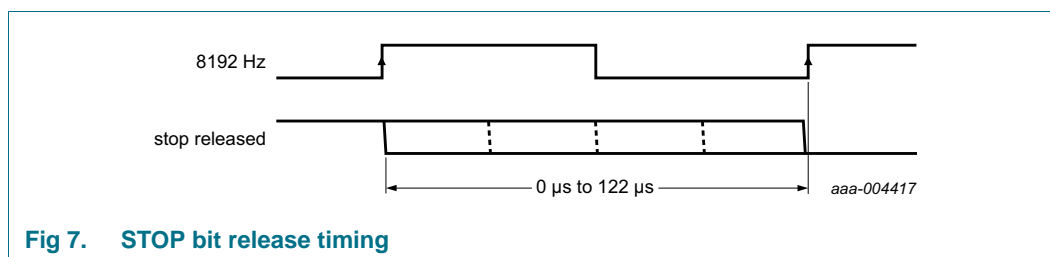 8192 Hz
stop released
0 μs to 122 μs
aaa-004417
Fig 7. STOP bit release timing